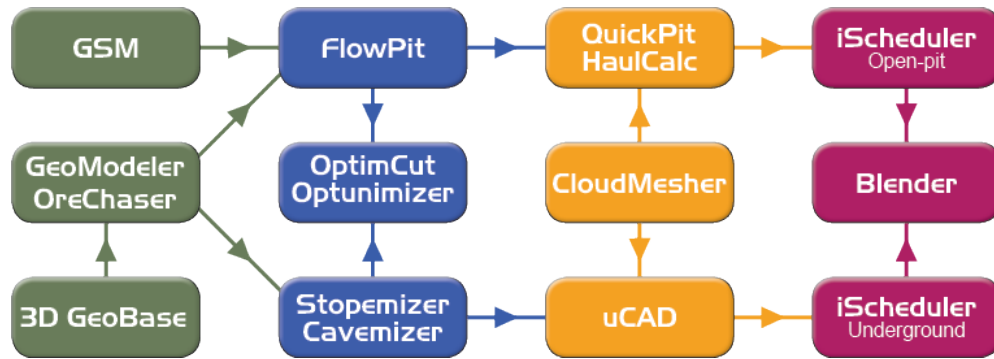 GSM
FlowPit
QuickPit
HaulCalc
iScheduler
Open-pit
GeoModeler
OreChaser
OptimCut
Optunimizer
CloudMesher
Blender
3D GeoBase
Stopemizer
Cavemizer
uCAD
iScheduler
Underground